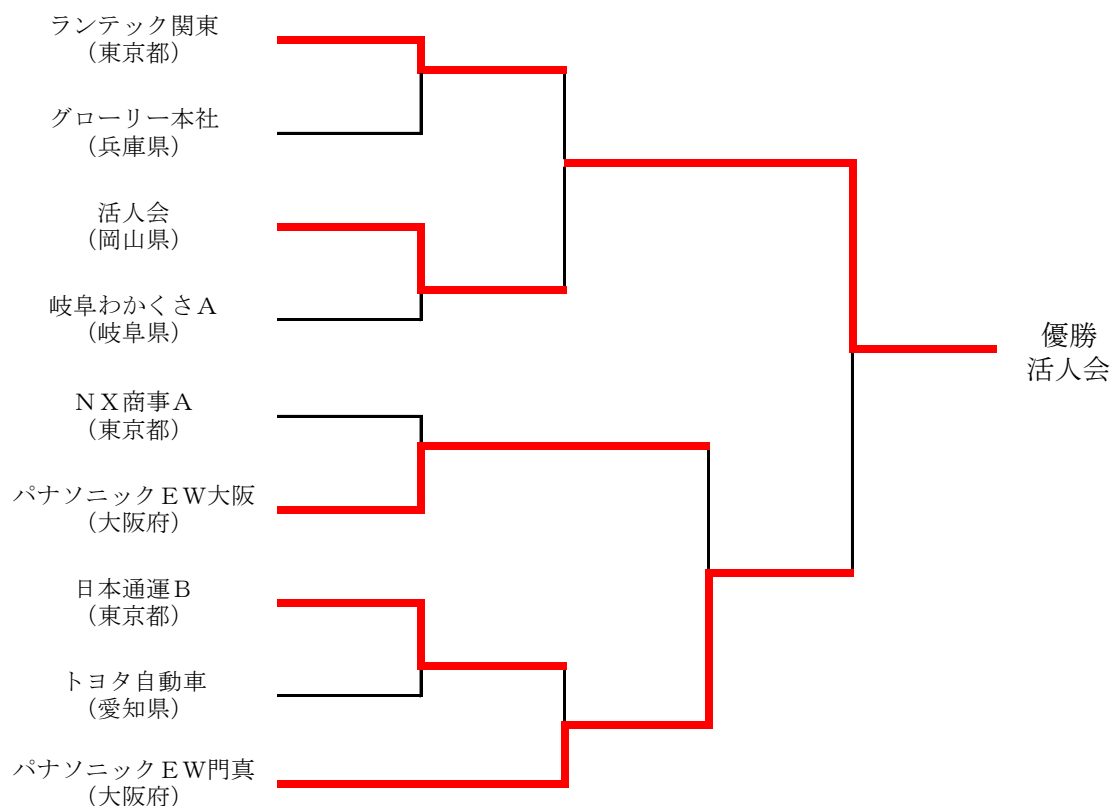 ランテック関東
（東京都）
グローリー本社
（兵庫県）
活人会
（岡山県）
岐阜わかくさＡ
（岐阜県）
ＮＸ商事Ａ
（東京都）
パナソニックＥＷ大阪
（大阪府）
日本通運Ｂ
（東京都）
トヨタ自動車
（愛知県）
パナソニックＥＷ門真
（大阪府）
優勝
活人会